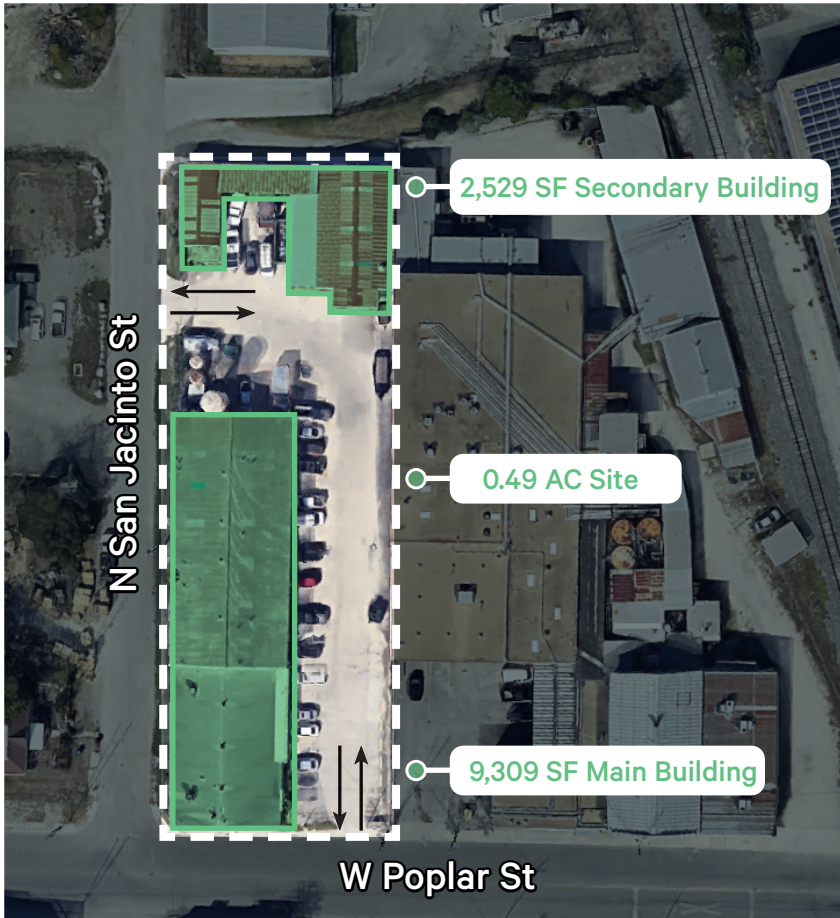 2,529 SF Secondary Building
N San Jacinto St
0.49 AC Site
9,309 SF Main Building
W Poplar St